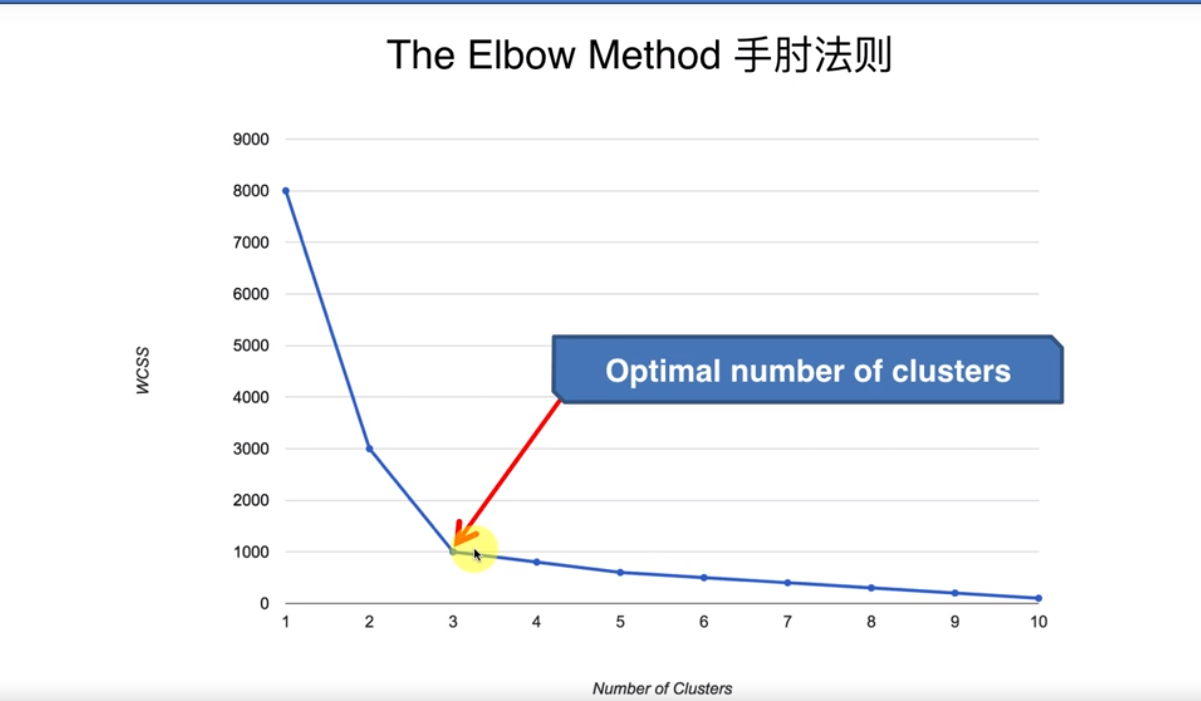 The Elbow Method 手肘法则
9000
8000
7000
6000
5000
4000
3000
2000
1000
0
WCSS
Optimal number of clusters
1 2 3 4 5 6 7 8 9 10
Number of Clusters